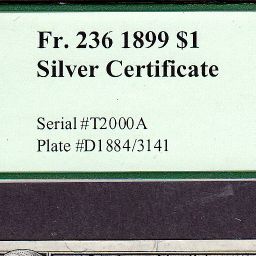 Fr. 236 1899 $1
Silver Certificate
Serial #T2000A
Plate #D1884/3141